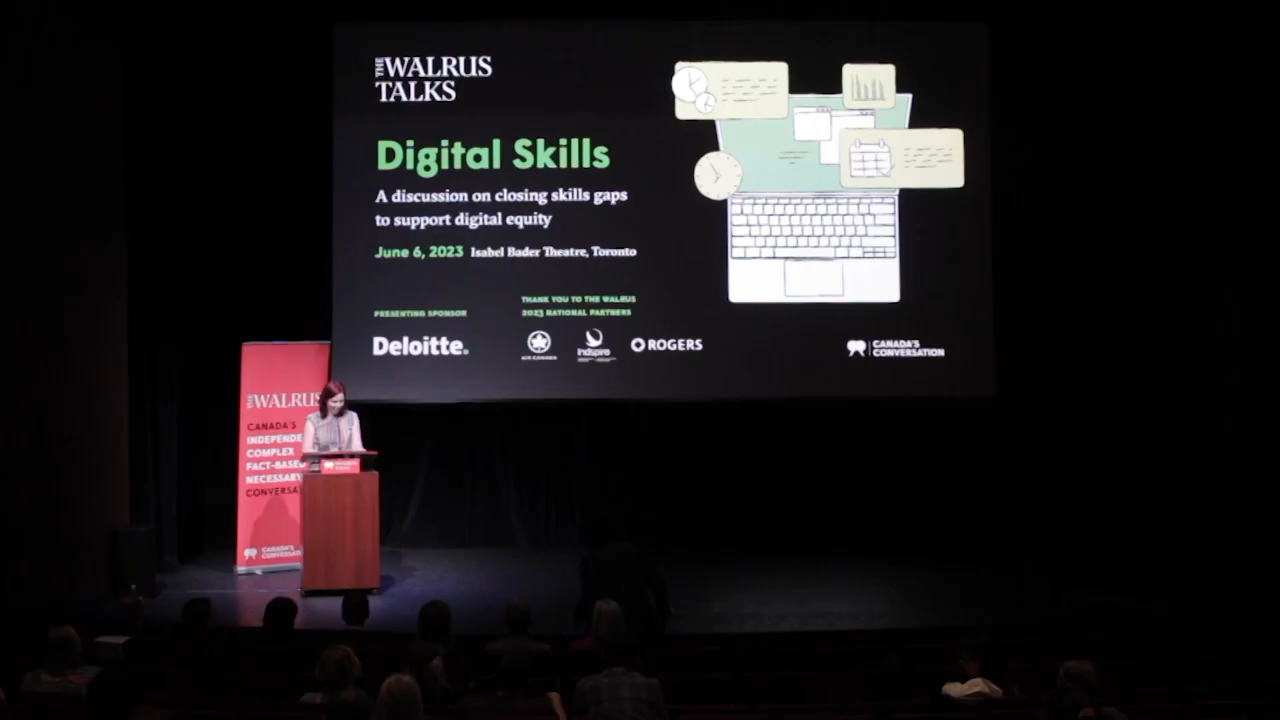 THE WALRUS
TALKS
Digital Skills
A discussion on closing skills gaps
to support digital equity
June 6, 2023 Isabel Bader Theatre, Toronto
PRESENTING SPONSOR
Deloitte.
THANK YOU TO THE WALRUS
2023 NATIONAL PARTNERS
AIR CANADA
Indspire
ROGERS
CANADA'S
CONVERSATION
THE WALRUS
CANADA'S
INDEPENDE
COMPLEX
FACT-BASED
NECESSARY
CONVERSA
CANADA'S
CONVERSATI